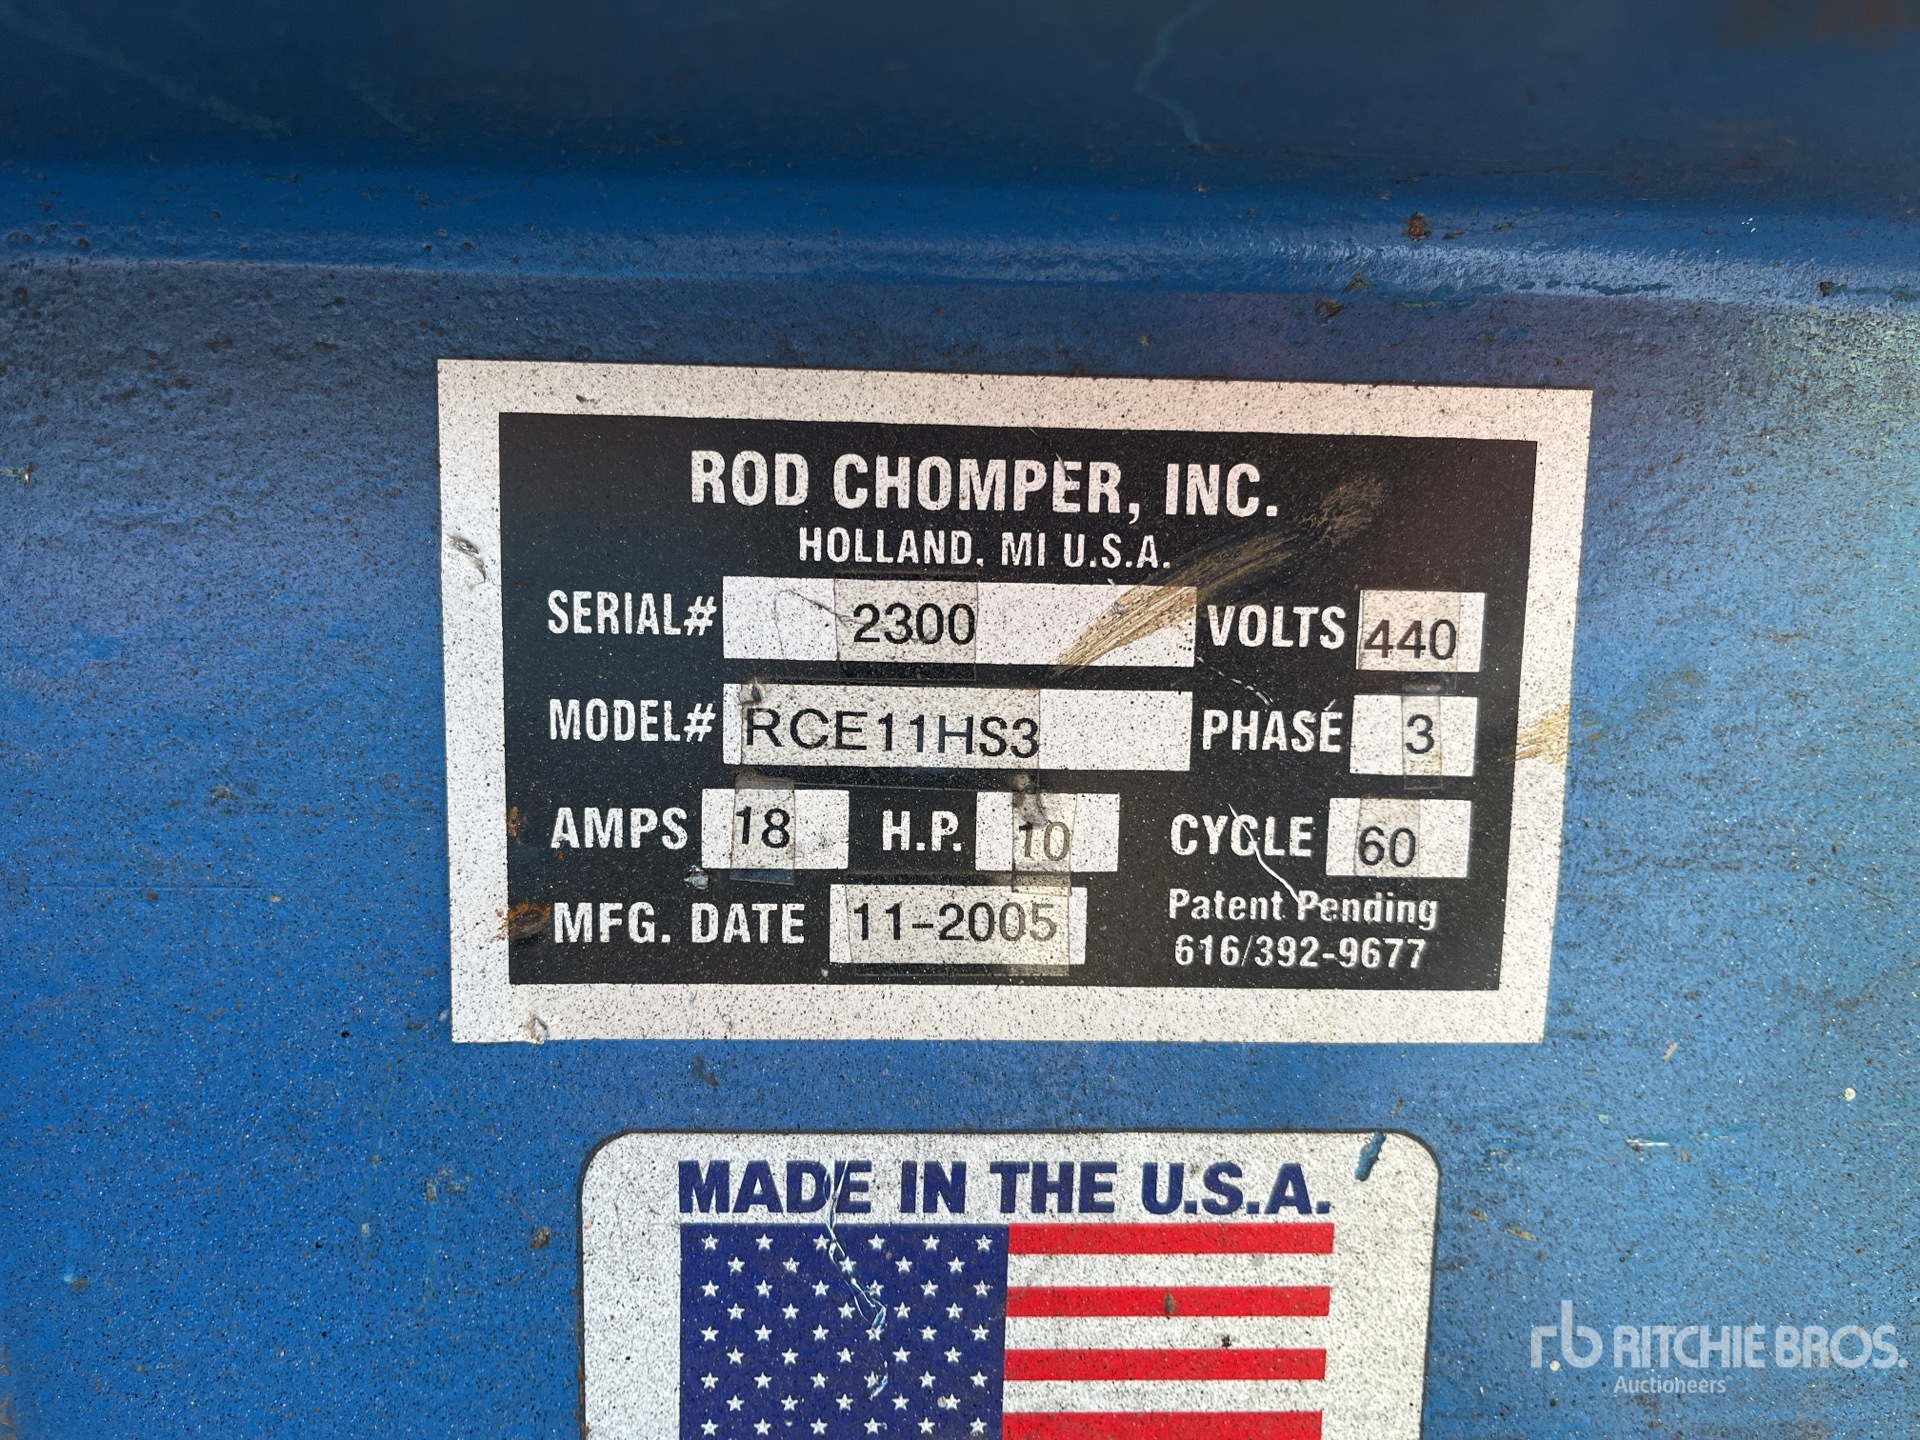 ROD CHOMPER, INC.
HOLLAND, MI U.S.A.
SERIAL# 2300 VOLTS 440
MODEL# RCE11HS3 PHASE 3
AMPS 18 H.P. 10 CYCLE 60
MFG. DATE 11-2005 Patent Pending
616/392-9677
MADE IN THE U.S.A.
rb RITCHIE BROS.
Auctioneers